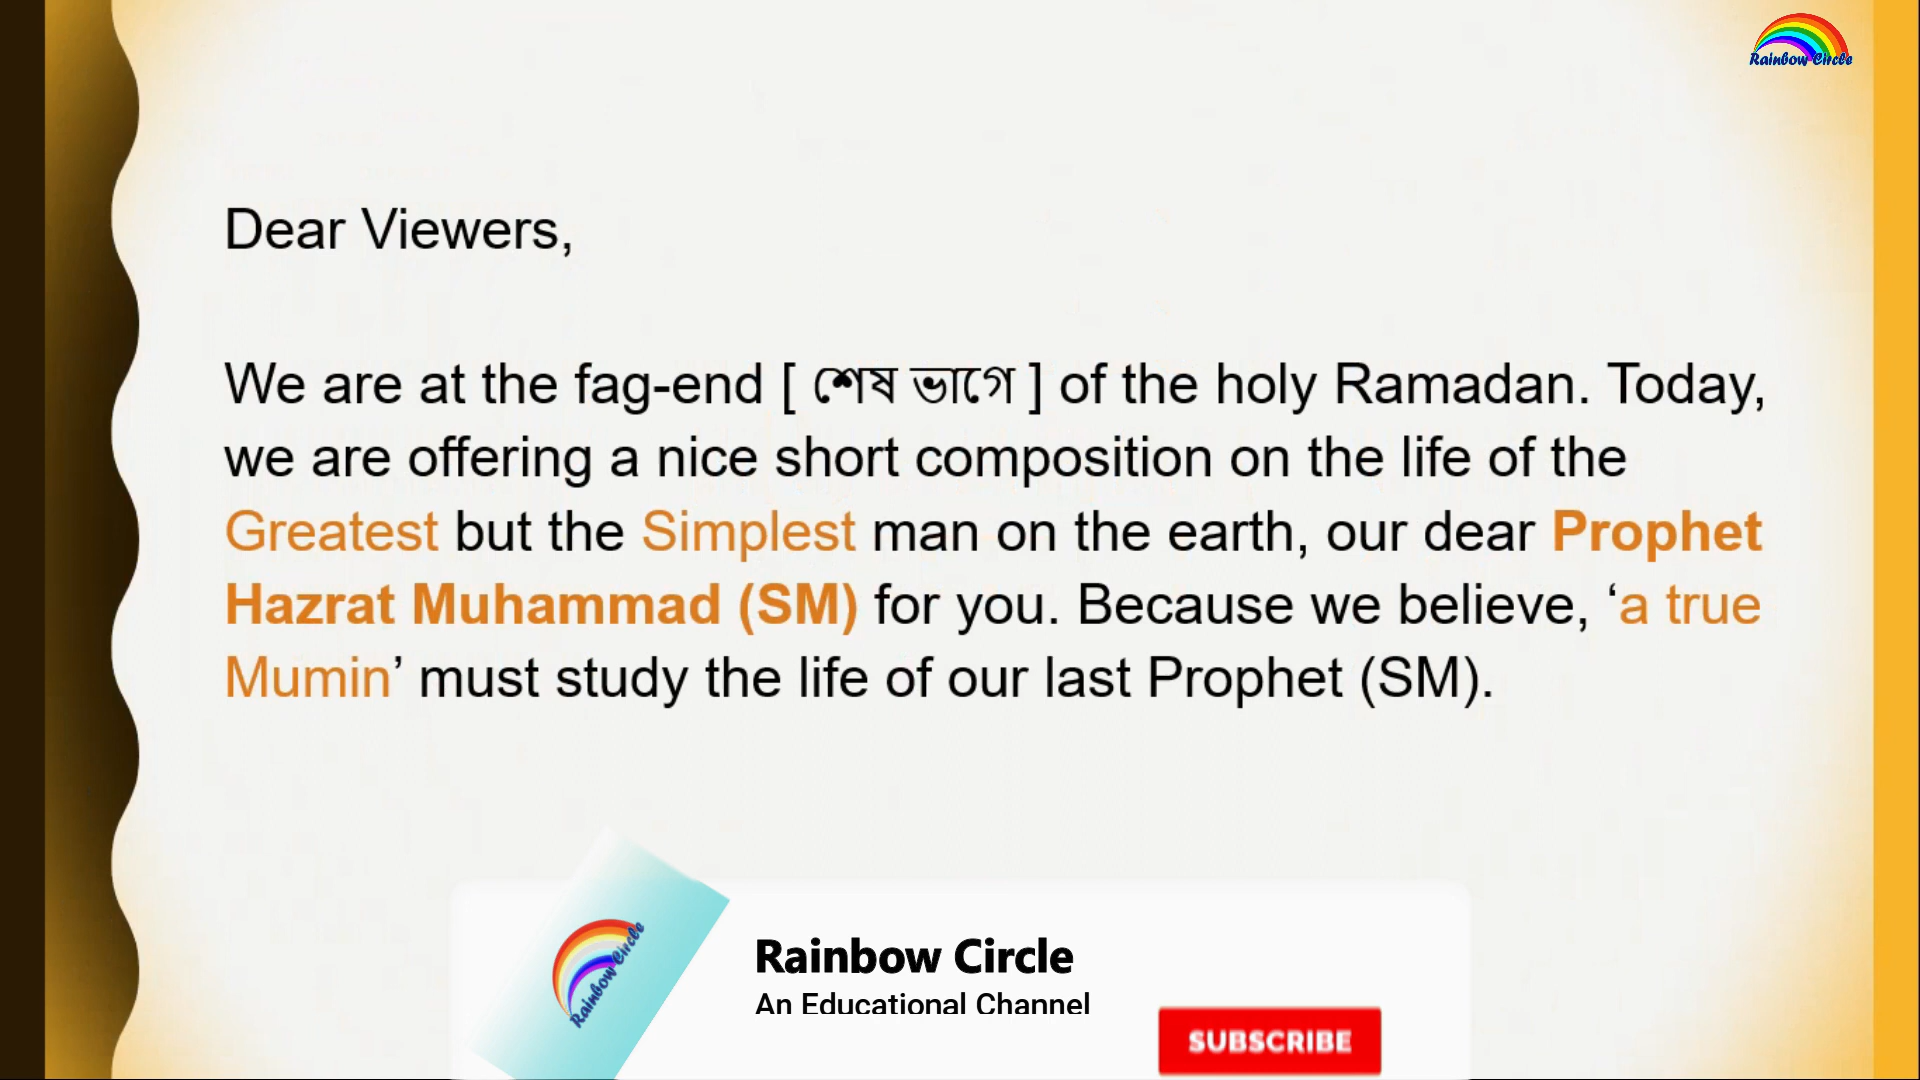 Rainbow Circle
Dear Viewers,
We are at the fag-end [ শেষ ভাগে ] of the holy Ramadan. Today,
we are offering a nice short composition on the life of the
Greatest but the Simplest man on the earth, our dear Prophet
Hazrat Muhammad (SM) for you. Because we believe, ‘a true
Mumin’ must study the life of our last Prophet (SM).
Rainbow Circle
Rainbow Circle
An Educational Channel
SUBSCRIBE